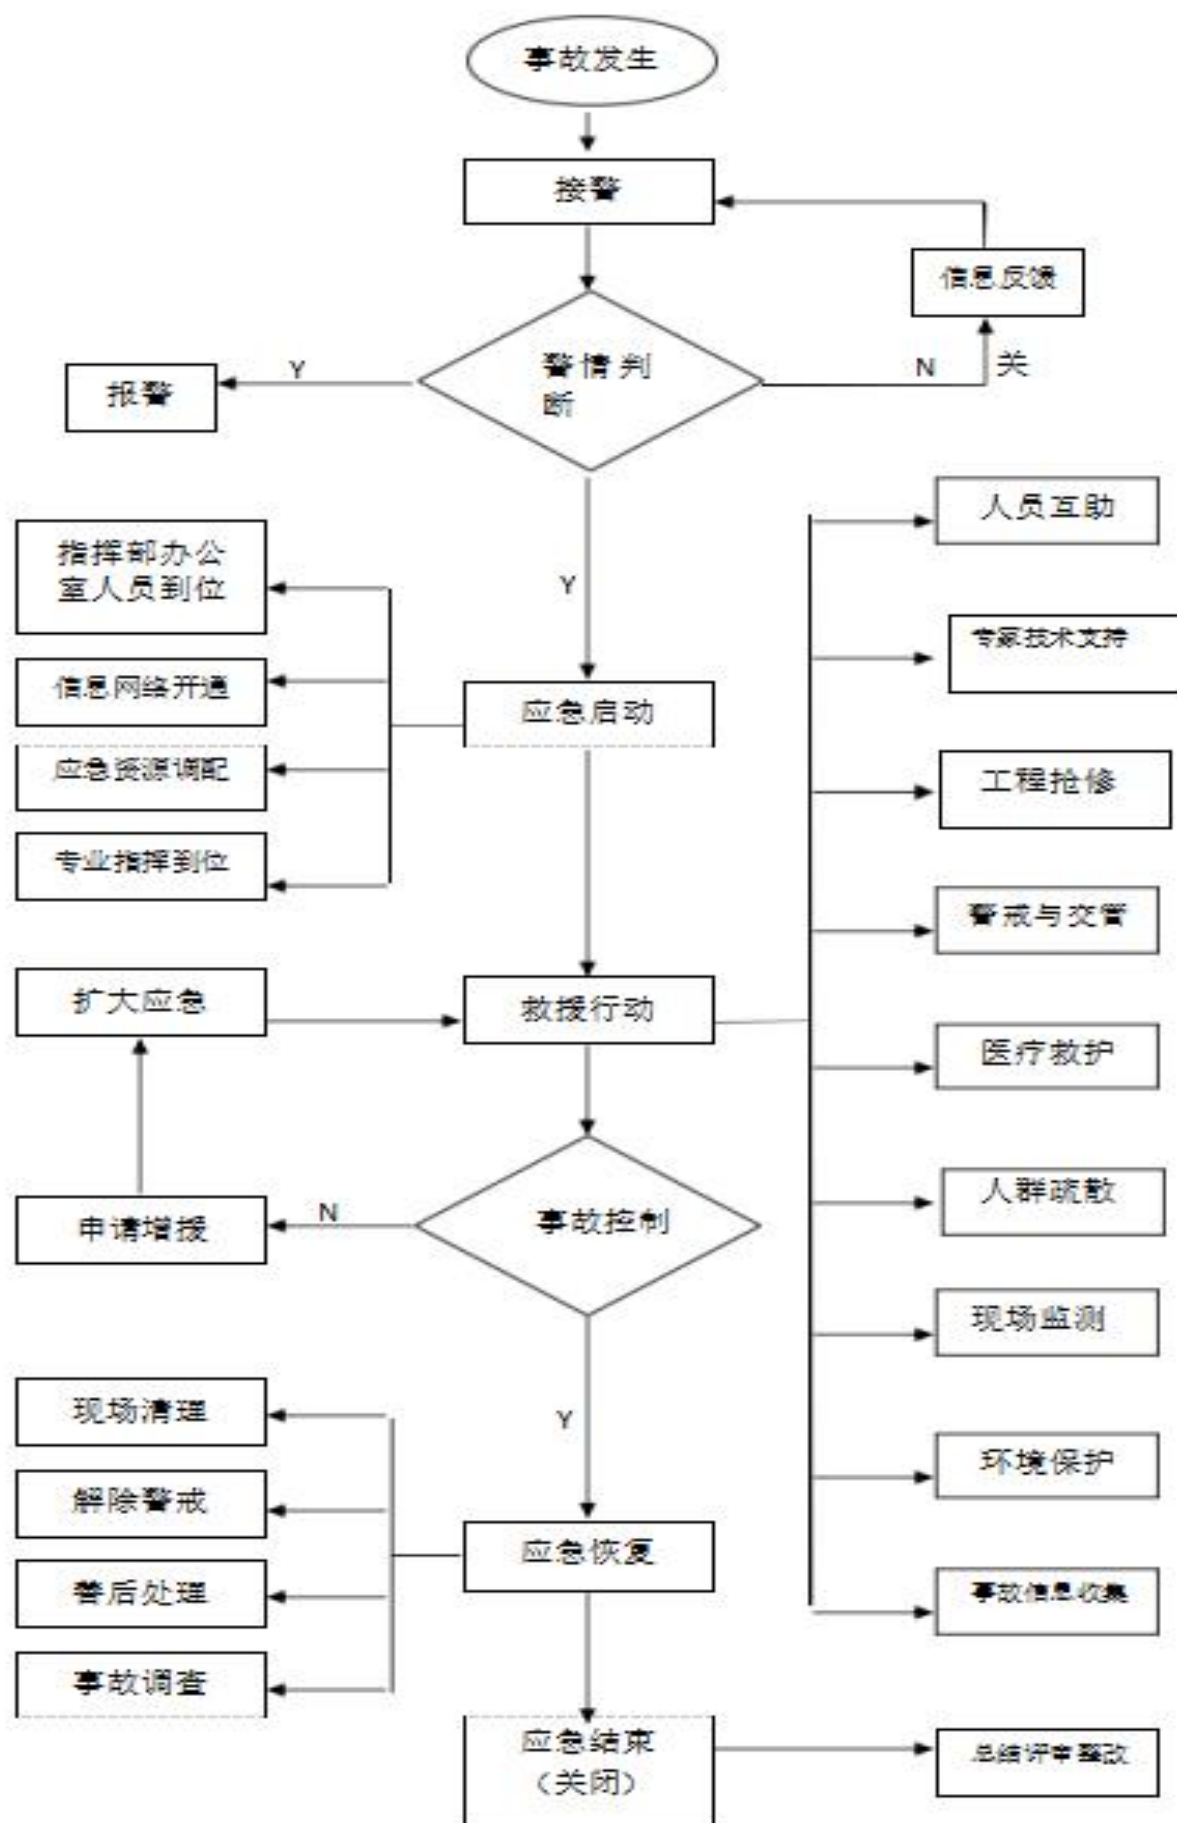 事故发生
接警
信息反馈
警情判
断
Y
N
关
报警
人员互助
指挥部办公
室人员到位
Y
专家技术支持
信息网络开通
应急启动
应急资源调配
工程抢修
专业指挥到位
警戒与交管
扩大应急
救援行动
医疗救护
人群疏散
申请增援
N
事故控制
现场监测
现场清理
Y
环境保护
解除警戒
应急恢复
善后处理
事故信息收集
事故调查
应急结束
（关闭）
总结评审整改